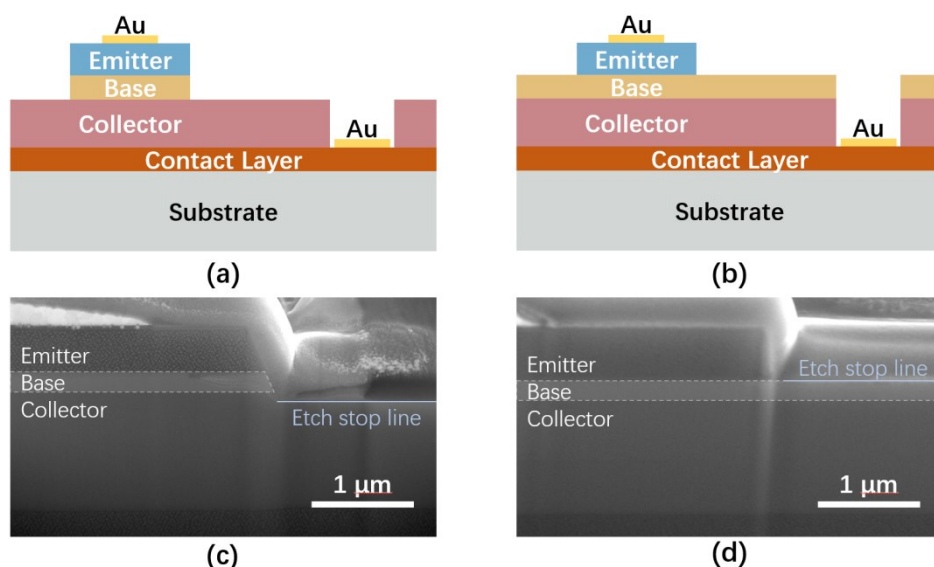 Au
Emitter
Base
Collector
Au
Contact Layer
Substrate
(a)
Au
Emitter
Base
Collector
Au
Contact Layer
Substrate
(b)
Emitter
Base
Collector
Etch stop line
1 μm
(c)
Emitter
Etch stop line
Base
Collector
1 μm
(d)